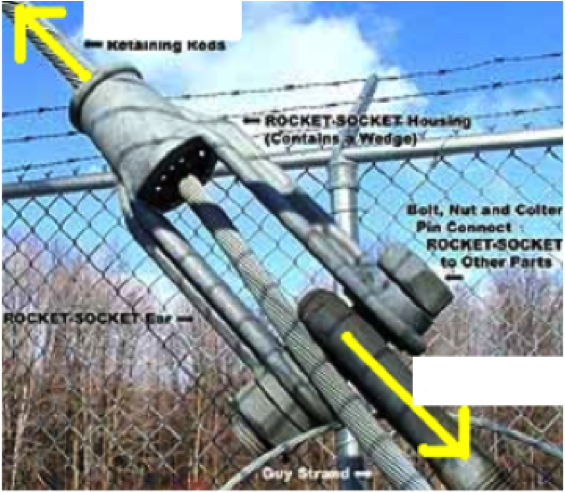 Retaining Rods
ROCKET-SOCKET Housing
(Contains a Wedge)
Bolt, Nut and Colter
Pin Connect
ROCKET-SOCKET
to Other Parts
ROCKET-SOCKET Ear
Guy Strand